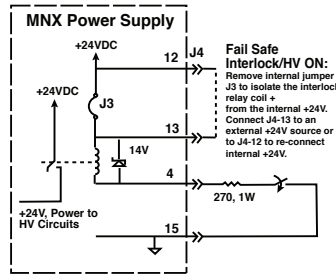 MNX Power Supply
+24VDC
12
J4
Fail Safe
Interlock/HV ON:
Remove internal jumper
J3 to isolate the interlock
relay coil +
from the internal +24V.
Connect J4-13 to an
external +24V source or
to J4-12 to re-connect
internal +24V.
+24VDC
J3
13
14V
4
270, 1W
+24V, Power to
HV Circuits
15